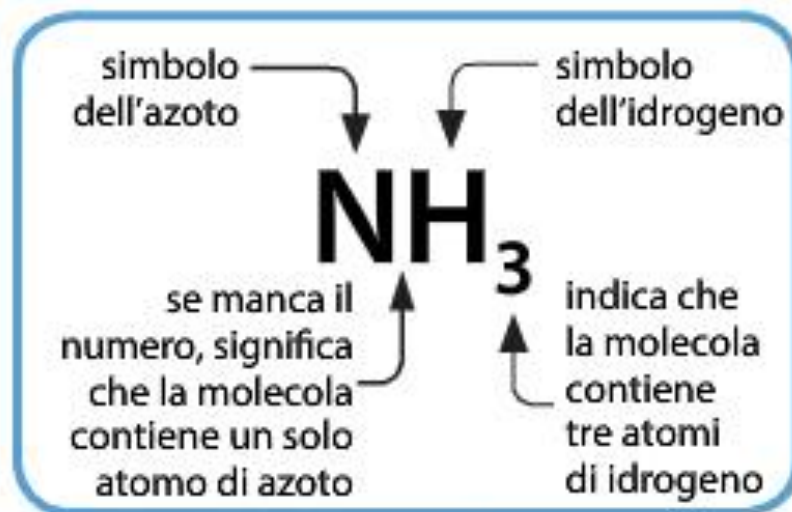 simbolo
dell'azoto
simbolo
dell'idrogeno
NH3
se manca il
numero, significa
che la molecola
contiene un solo
atomo di azoto
indica che
la molecola
contiene
tre atomi
di idrogeno